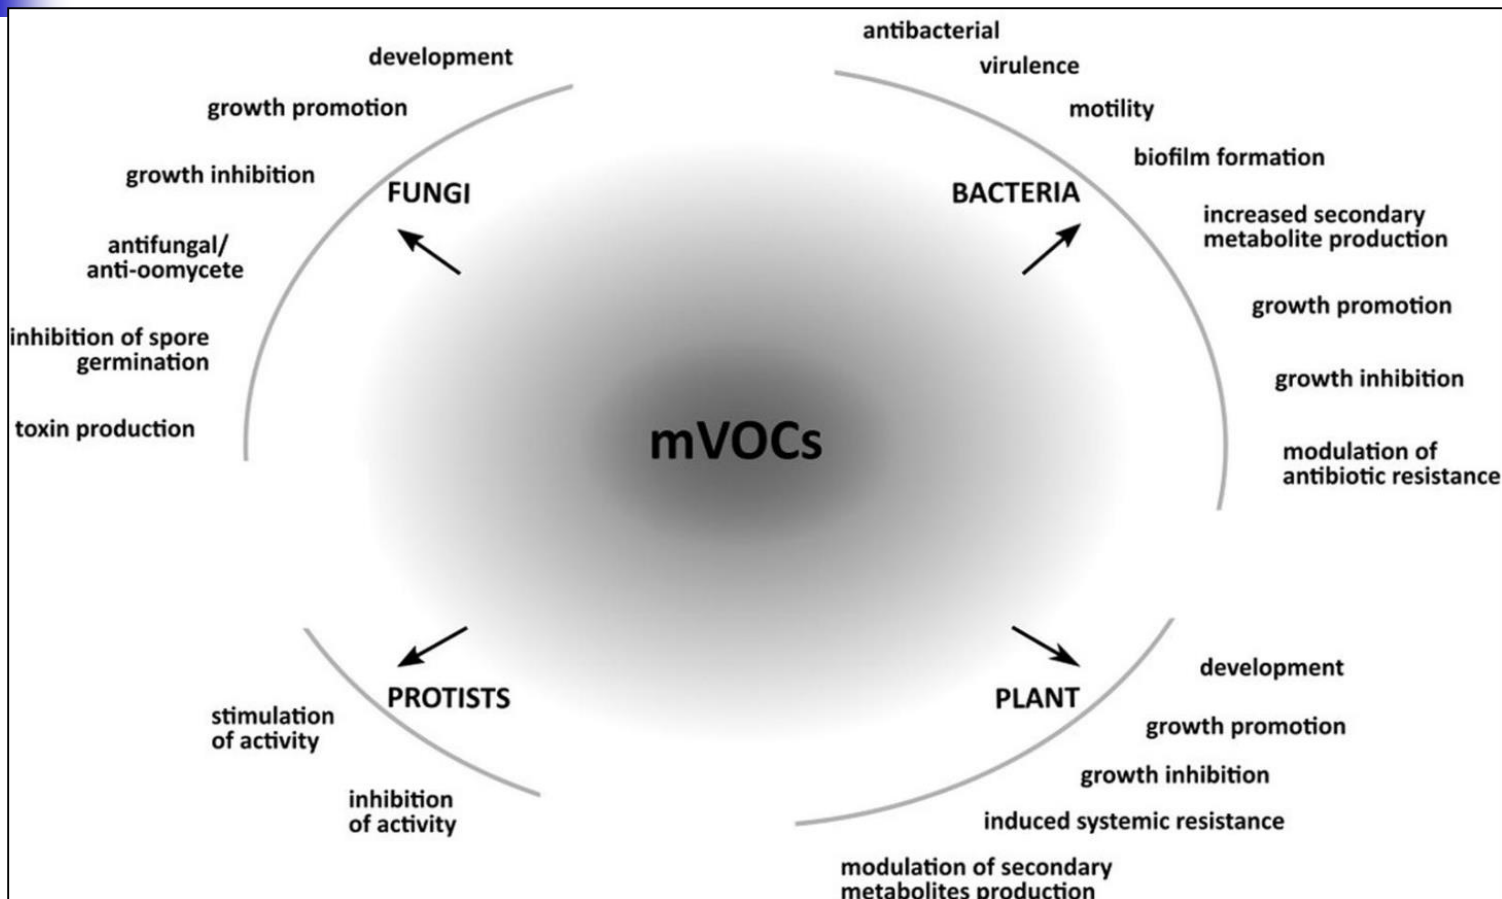 development
growth promotion
growth inhibition
antifungal/
anti-oomycete
inhibition of spore
germination
toxin production
FUNGI
antibacterial
virulence
motility
biofilm formation
increased secondary
metabolite production
growth promotion
growth inhibition
modulation of
antibiotic resistance
BACTERIA
mVOCs
PROTISTS
stimulation
of activity
inhibition
of activity
PLANT
development
growth promotion
growth inhibition
induced systemic resistance
modulation of secondary
metabolites production